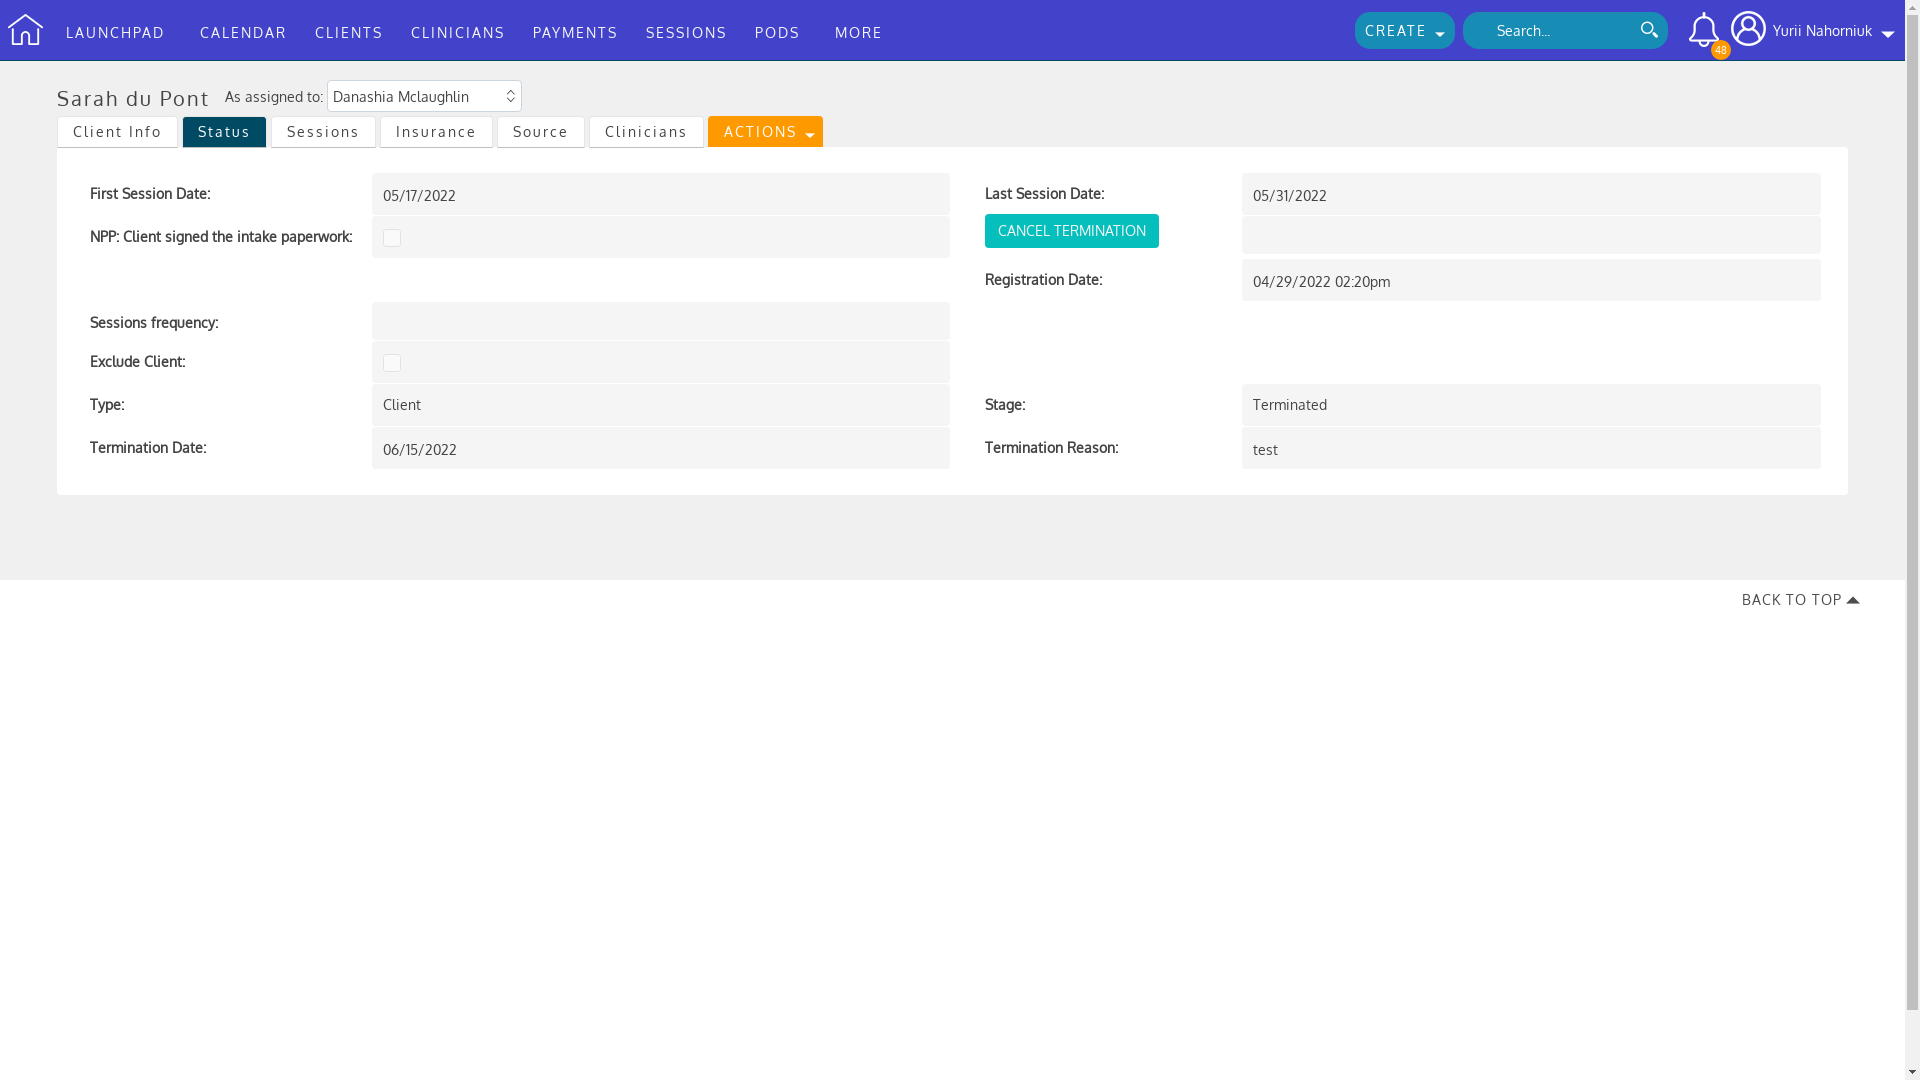 LAUNCHPAD CALENDAR CLIENTS CLINICIANS PAYMENTS SESSIONS PODS MORE CREATE Search... 48 Yurii Nahorniuk
Sarah du Pont As assigned to: Danashia Mclaughlin
Client Info Status Sessions Insurance Source Clinicians ACTIONS
First Session Date: 05/17/2022 Last Session Date: 05/31/2022
NPP: Client signed the intake paperwork: CANCEL TERMINATION
Registration Date: 04/29/2022 02:20pm
Sessions frequency:
Exclude Client:
Type: Client Stage: Terminated
Termination Date: 06/15/2022 Termination Reason: test
BACK TO TOP